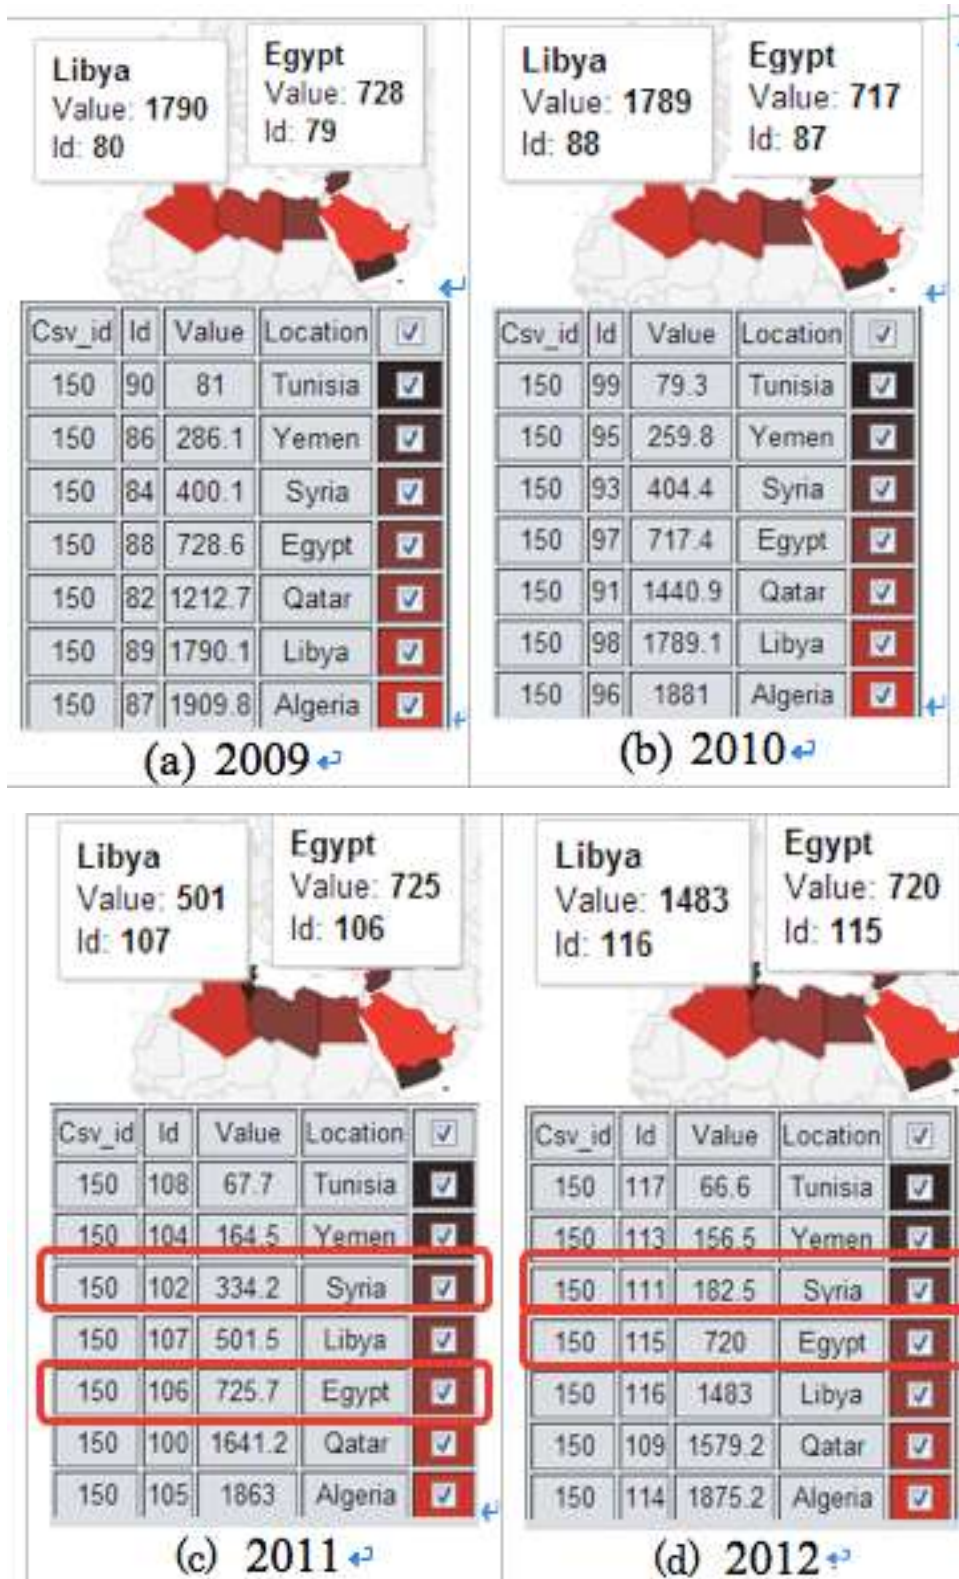 Libya
Value: 1790
Id: 80
Egypt
Value: 728
Id: 79
Csv_id Id Value Location
150 90 81 Tunisia
150 86 286.1 Yemen
150 84 400.1 Syria
150 88 728.6 Egypt
150 82 1212.7 Qatar
150 89 1790.1 Libya
150 87 1909.8 Algeria
(a) 2009
Libya
Value: 1789
Id: 88
Egypt
Value: 717
Id: 87
Csv_id Id Value Location
150 99 79.3 Tunisia
150 95 259.8 Yemen
150 93 404.4 Syria
150 97 717.4 Egypt
150 91 1440.9 Qatar
150 98 1789.1 Libya
150 96 1881 Algeria
(b) 2010
Libya
Value: 501
Id: 107
Egypt
Value: 725
Id: 106
Csv_id Id Value Location
150 108 67.7 Tunisia
150 104 164.5 Yemen
150 102 334.2 Syria
150 107 501.5 Libya
150 106 725.7 Egypt
150 100 1641.2 Qatar
150 105 1863 Algeria
(c) 2011
Libya
Value: 1483
Id: 116
Egypt
Value: 720
Id: 115
Csv_id Id Value Location
150 117 66.6 Tunisia
150 113 156.5 Yemen
150 111 182.5 Syria
150 115 720 Egypt
150 116 1483 Libya
150 109 1579.2 Qatar
150 114 1875.2 Algeria
(d) 2012